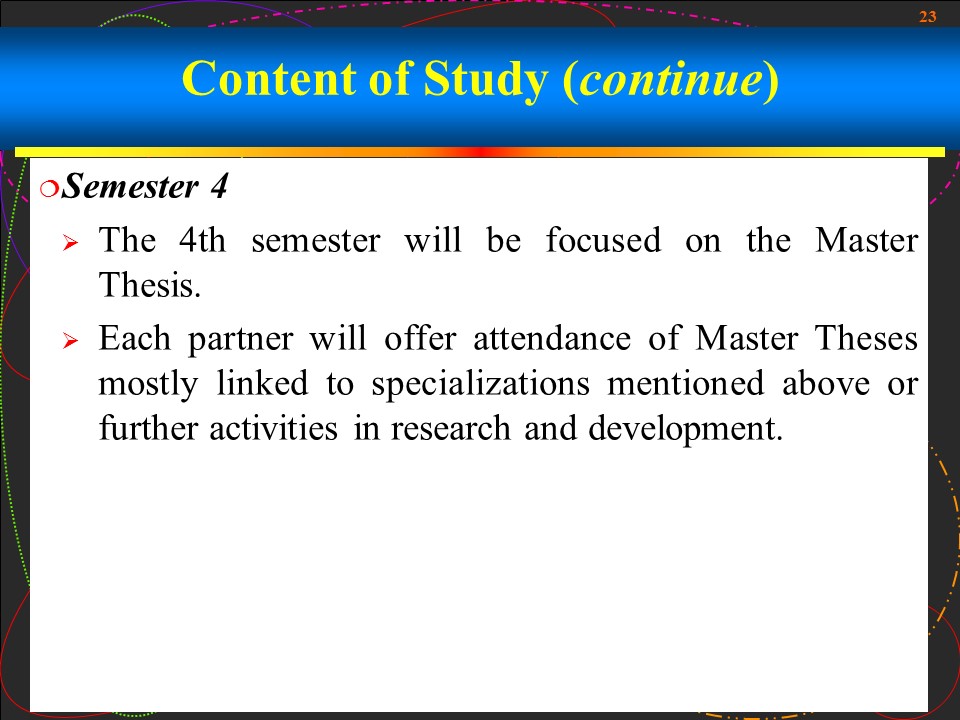 23
Content of Study (continue)
❍Semester 4
➢ The 4th semester will be focused on the Master
Thesis.
➢ Each partner will offer attendance of Master Theses
mostly linked to specializations mentioned above or
further activities in research and development.